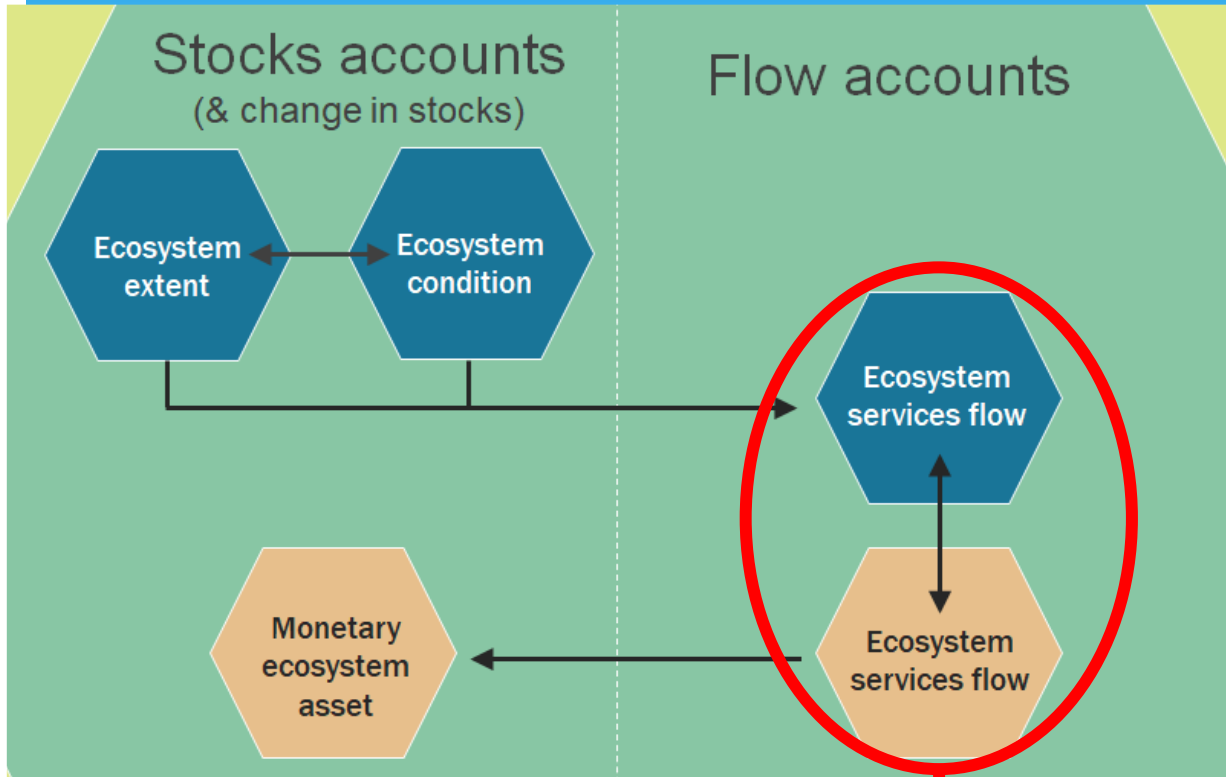 Stocks accounts
(& change in stocks)
Flow accounts
Ecosystem
extent
Ecosystem
condition
Ecosystem
services flow
Monetary
ecosystem
asset
Ecosystem
services flow